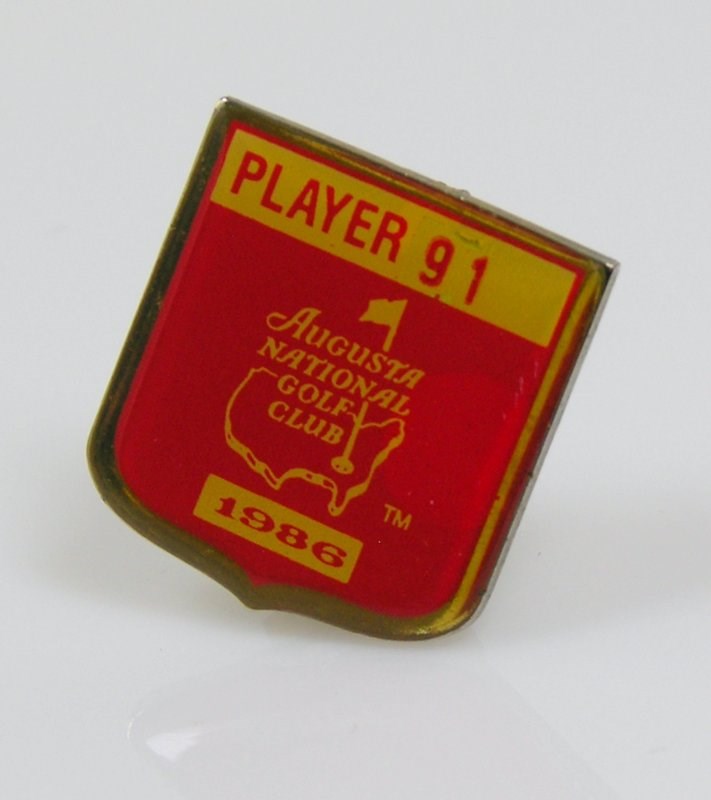 PLAYER 91
AUGUSTA
NATIONAL
GOLF
CLUB
TM
1986